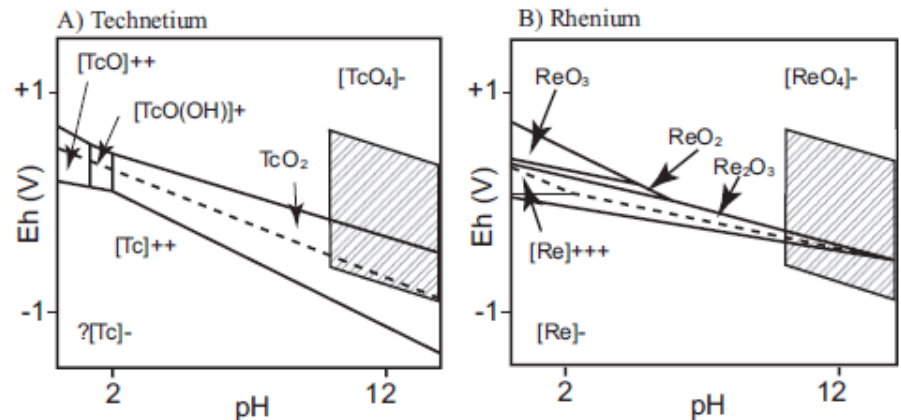 A) Technetium
[TcO]++
[TcO4]-
+1
[TcO(OH)]+
TcO2
Eh (V)
[Tc]++
-1
?[Tc]-
2
12
pH
B) Rhenium
ReO3
[ReO4]-
+1
ReO2
Re2O3
Eh (V)
[Re]+++
-1
[Re]-
2
12
pH